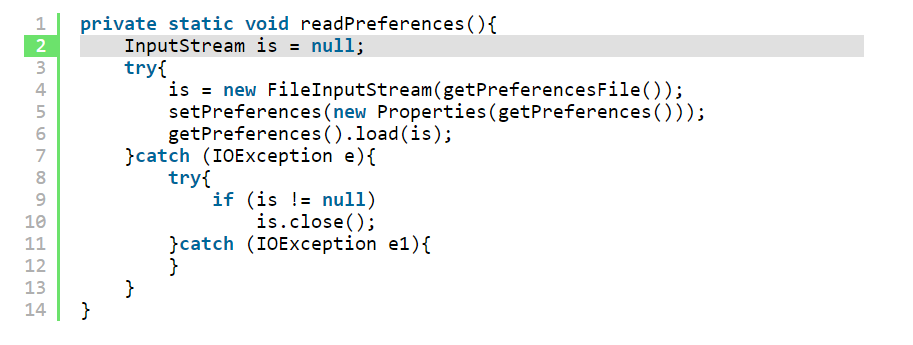 1 private static void readPreferences(){
2     InputStream is = null;
3     try{
4         is = new FileInputStream(getPreferencesFile());
5         setPreferences(new Properties(getPreferences()));
6         getPreferences().load(is);
7     }catch (IOException e){
8         try{
9             if (is != null)
10                 is.close();
11         }catch (IOException e1){
12         }
13     }
14 }